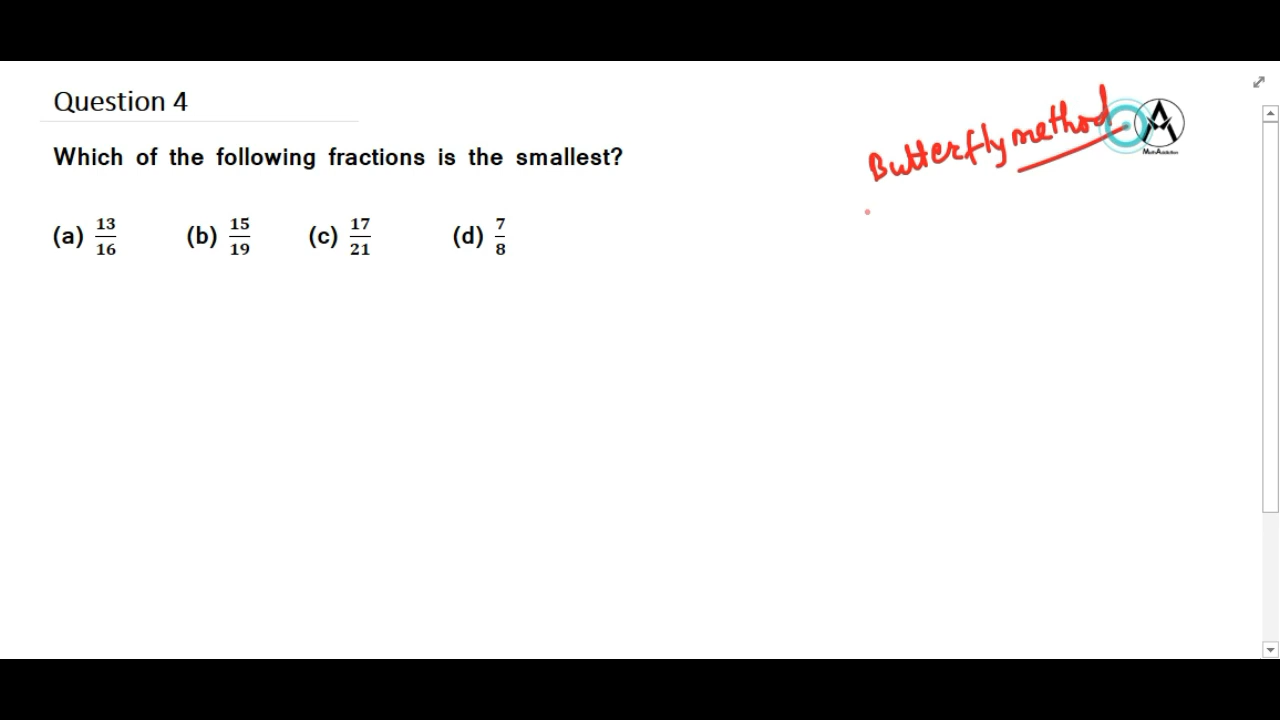 Question 4
Butterfly method
MathAddiction
Which of the following fractions is the smallest?
(a) 13/16 (b) 15/19 (c) 17/21 (d) 7/8